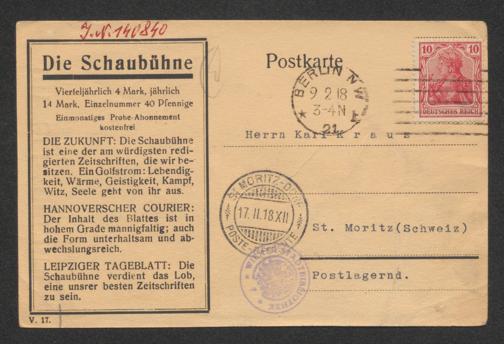 J.N. 140840
Die Schaubühne
Vierteljährlich 4 Mark, jährlich
14 Mark, Einzelnummer 40 Pfennige
Einmonatiges Probe-Abonnement
kostenfrei
DIE ZUKUNFT: Die Schaubühne
ist eine der am würdigsten redi-
gierten Zeitschriften, die wir be-
sitzen. Ein Golfstrom: Lebendig-
keit, Wärme, Geistigkeit, Kampf,
Witz, Seele geht von ihr aus.
HANNOVERSCHER COURIER:
Der Inhalt des Blattes ist in
hohem Grade mannigfaltig; auch
die Form unterhaltsam und ab-
wechslungsreich.
LEIPZIGER TAGEBLATT: Die
Schaubühne verdient das Lob,
eine unsrer besten Zeitschriften
zu sein.
V. 17.
Postkarte
BERLIN N.W.
9.2.18
3-4N
21
10 10
DEUTSCHES REICH
Herrn Karl Kraus
ST. MORITZ-DORF
17.II.18.XII
POSTE
St. Moritz(Schweiz)
Postlagernd.